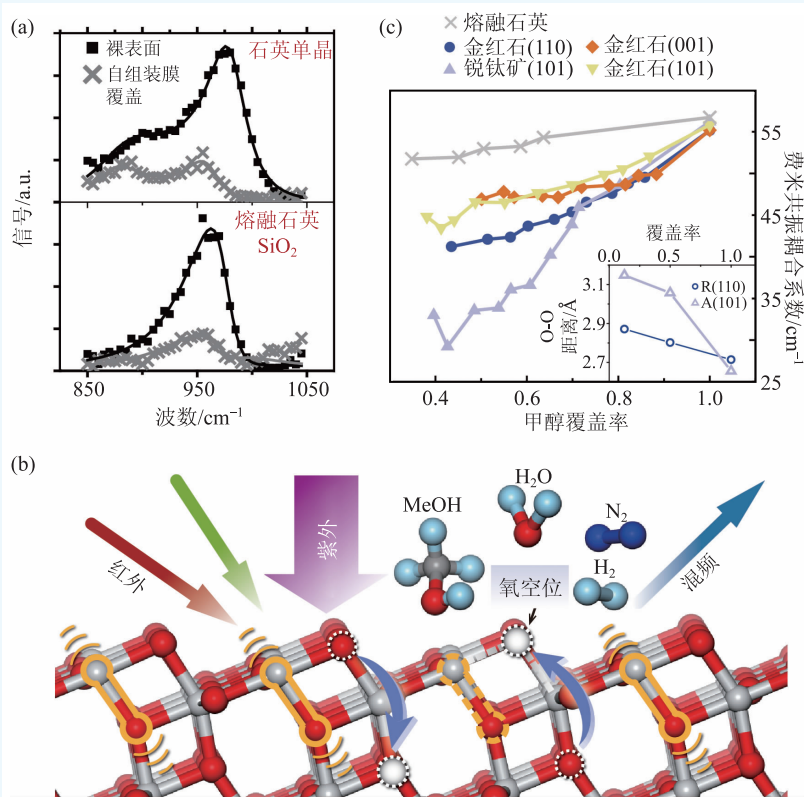 (a)
裸表面
自组装膜
覆盖
石英单晶
熔融石英
SiO₂
信号/a.u.
850
950
1050
波数/cm⁻¹
(c)
熔融石英
金红石(110)
金红石(001)
锐钛矿(101)
金红石(101)
55
45
35
25
费米共振耦合系数/cm⁻¹
0.4
0.6
0.8
1.0
甲醇覆盖率
覆盖率
0
0.5
1.0
3.1
2.9
2.7
O-O
距离/Å
R(110)
A(101)
(b)
红外
紫外
MeOH
H₂O
N₂
H₂
氧空位
混频